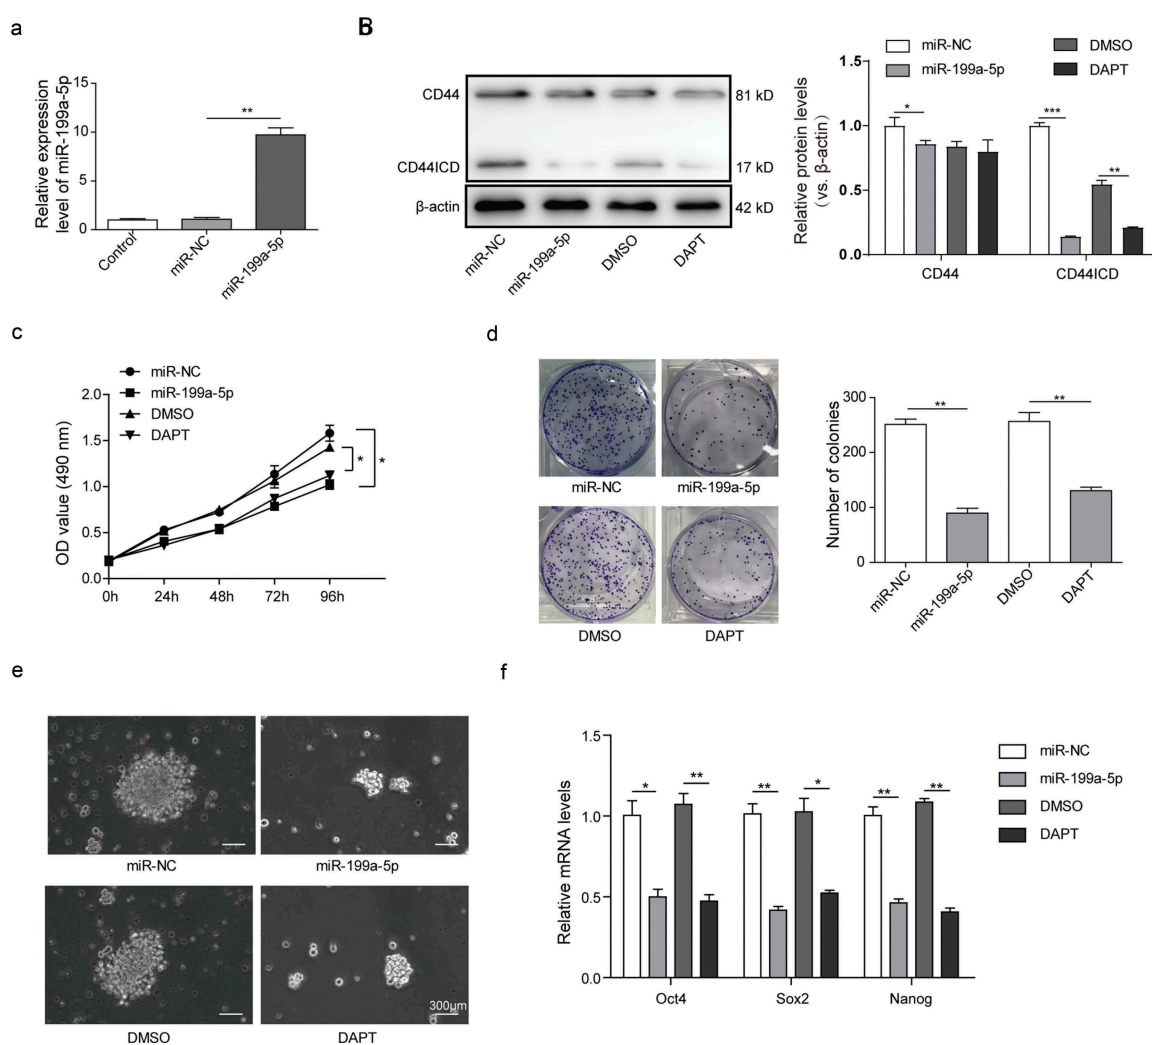 a
Relative expression
level of miR-199a-5p
15
10
5
0
**
Control
miR-NC
miR-199a-5p
B
CD44
81 kD
CD44ICD
17 kD
β-actin
42 kD
miR-NC
miR-199a-5p
DMSO
DAPT
miR-NC
miR-199a-5p
DMSO
DAPT
Relative protein levels
(vs. β-actin)
1.5
1.0
0.5
0.0
*
***
**
CD44
CD44ICD
c
miR-NC
miR-199a-5p
DMSO
DAPT
OD value (490 nm)
2.0
1.5
1.0
0.5
0.0
*
*
0h
24h
48h
72h
96h
d
miR-NC
miR-199a-5p
DMSO
DAPT
Number of colonies
300
200
100
0
**
**
miR-NC
miR-199a-5p
DMSO
DAPT
e
miR-NC
miR-199a-5p
300μm
DMSO
DAPT
f
Relative mRNA levels
1.5
1.0
0.5
0.0
*
**
**
*
**
**
Oct4
Sox2
Nanog
miR-NC
miR-199a-5p
DMSO
DAPT